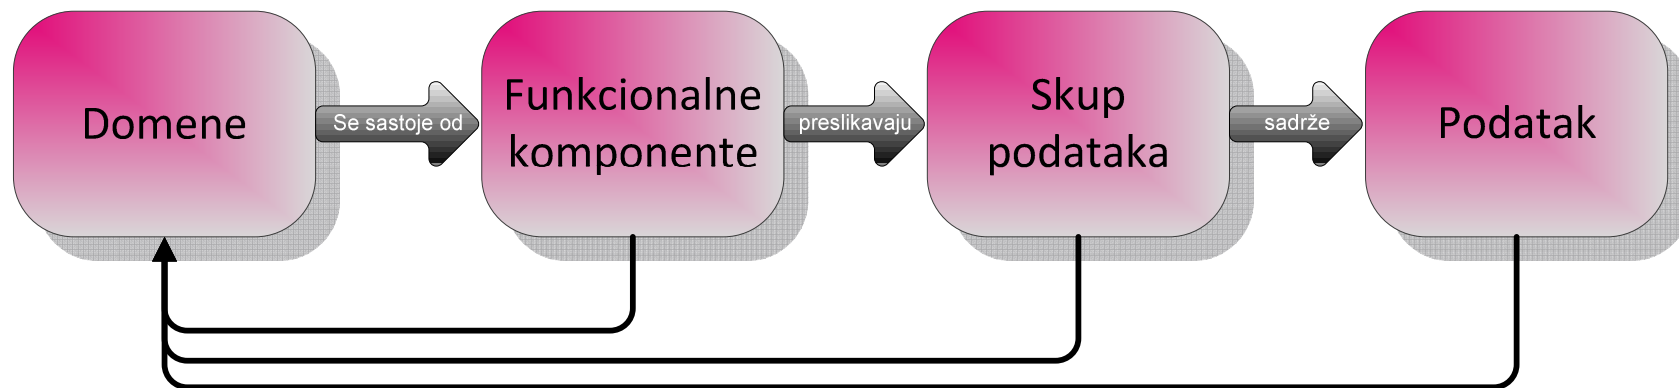 Domene
Se sastoje od
Funkcionalne
komponente
preslikavaju
Skup
podataka
sadrže
Podatak